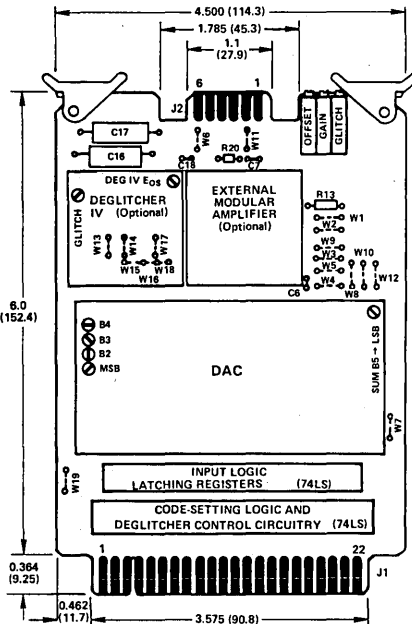 4.500 (114.3)
1.785 (45.3)
1.1
(27.9)
6 1
J2
C17
C16
W6
W11
R20
C18
C7
OFFSET
GAIN
GLITCH
DEG IV EOS
DEGLITCHER
IV (Optional)
GLITCH
W13
W14
W17
W15
W18
W16
EXTERNAL
MODULAR
AMPLIFIER
(Optional)
R13
W1
W2
W9
W3
W5
W4
W10
W8
W12
C6
6.0
(152.4)
B4
B3
B2
MSB
DAC
SUM B5 → LSB
W7
W19
INPUT LOGIC
LATCHING REGISTERS (74LS)
CODE-SETTING LOGIC AND
DEGLITCHER CONTROL CIRCUITRY (74LS)
1 22
J1
0.364
(9.25)
0.462
(11.7)
3.575 (90.8)